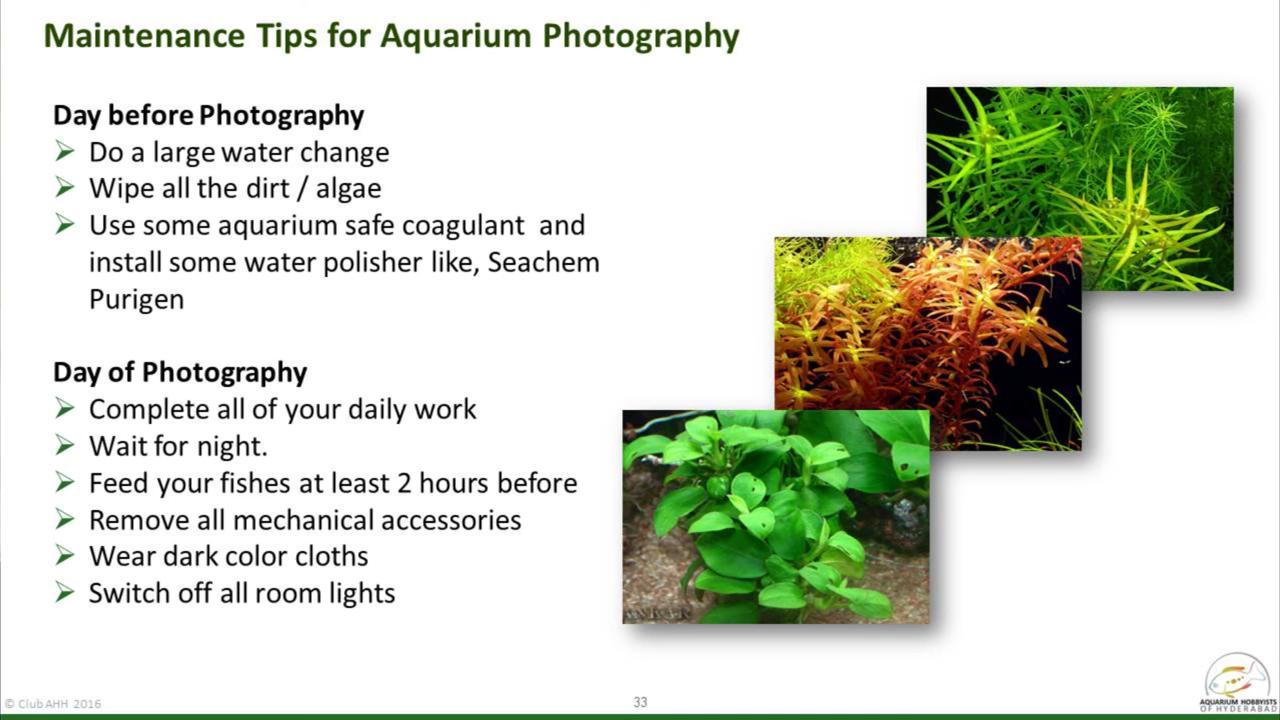 Maintenance Tips for Aquarium Photography
Day before Photography
Do a large water change
Wipe all the dirt / algae
Use some aquarium safe coagulant and
install some water polisher like, Seachem
Purigen
Day of Photography
Complete all of your daily work
Wait for night.
Feed your fishes at least 2 hours before
Remove all mechanical accessories
Wear dark color cloths
Switch off all room lights
© Club AHH 2016
33
AQUARIUM HOBBYISTS
OF HYDERABAD